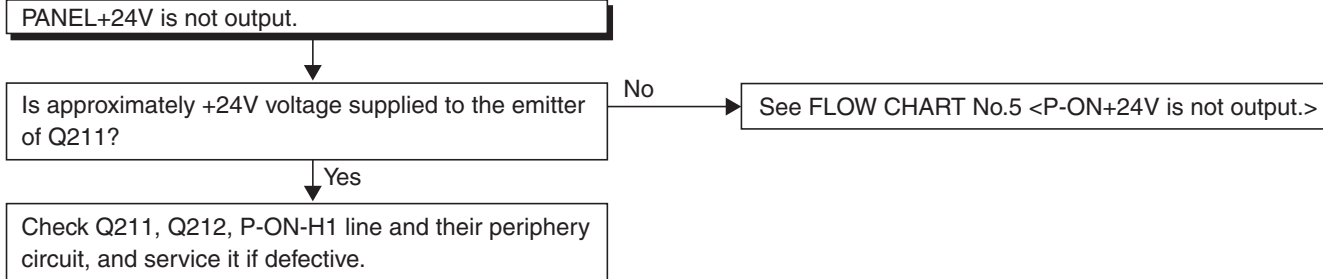 PANEL+24V is not output.
Is approximately +24V voltage supplied to the emitter
of Q211?
No
See FLOW CHART No.5 <P-ON+24V is not output.>
Yes
Check Q211, Q212, P-ON-H1 line and their periphery
circuit, and service it if defective.